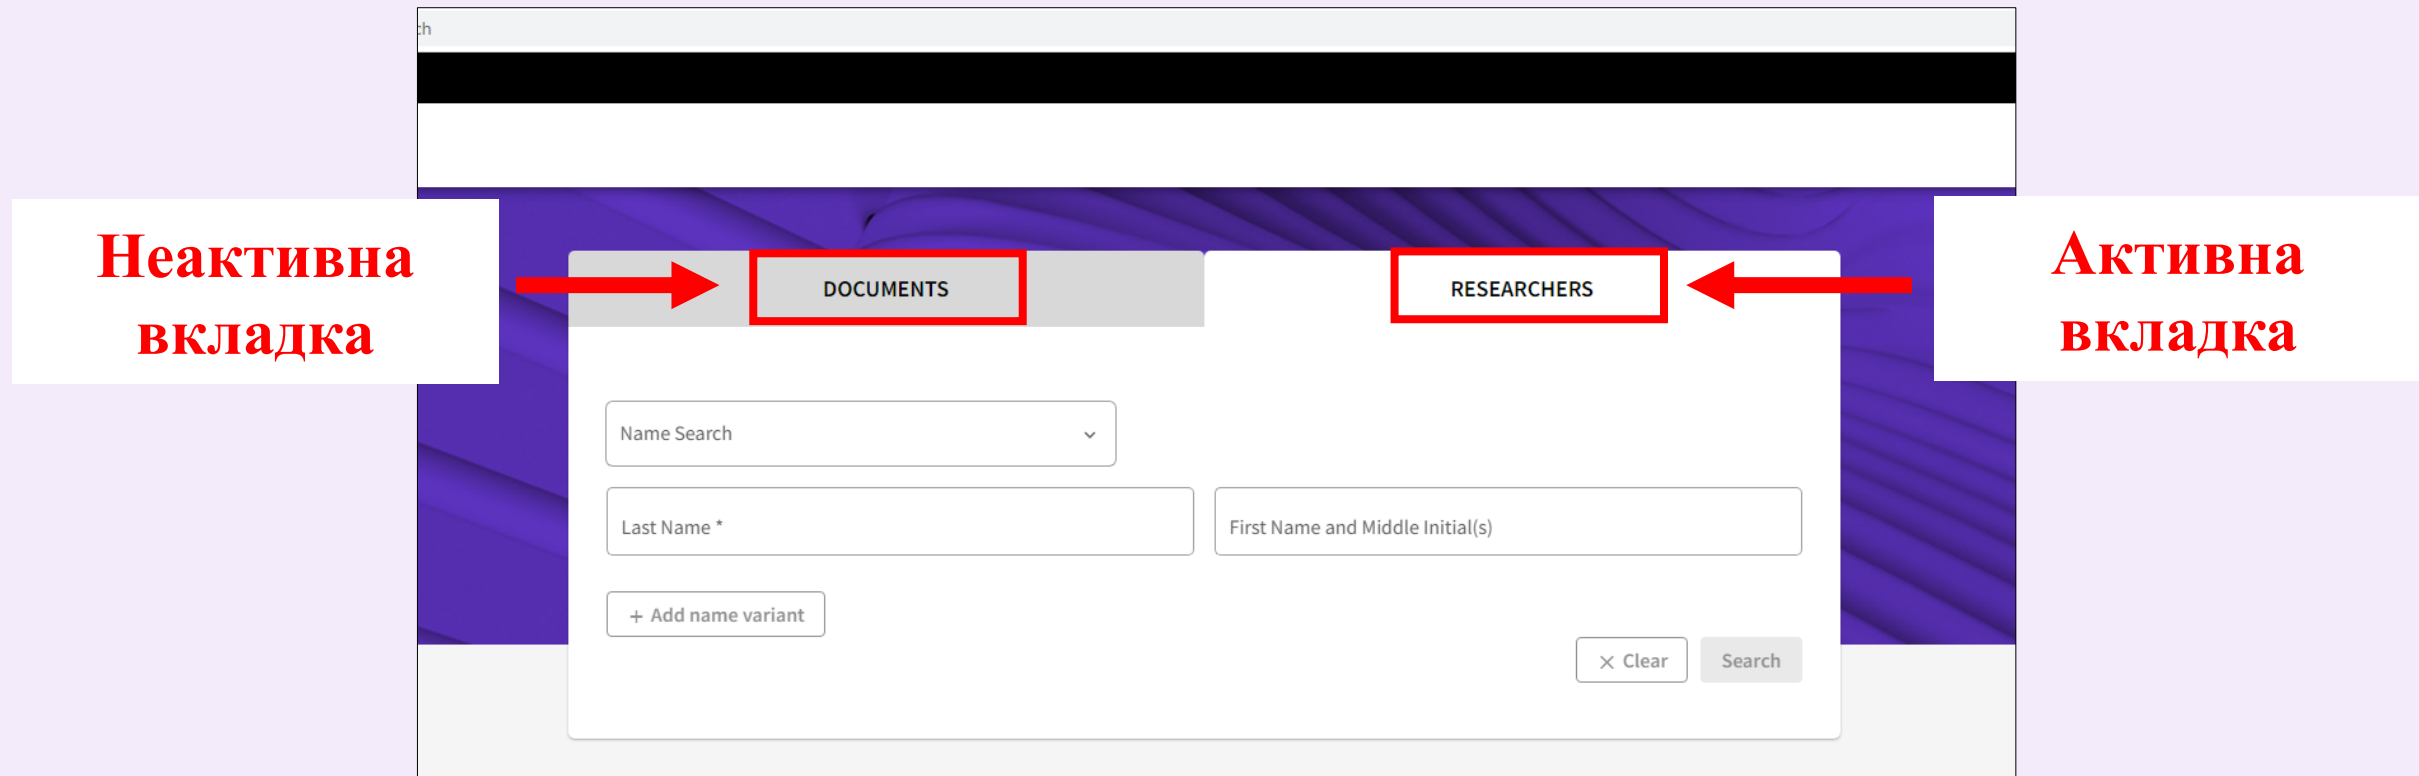 Неактивна
вкладка
DOCUMENTS
RESEARCHERS
Активна
вкладка
Name Search
Last Name *
First Name and Middle Initial(s)
+ Add name variant
× Clear
Search